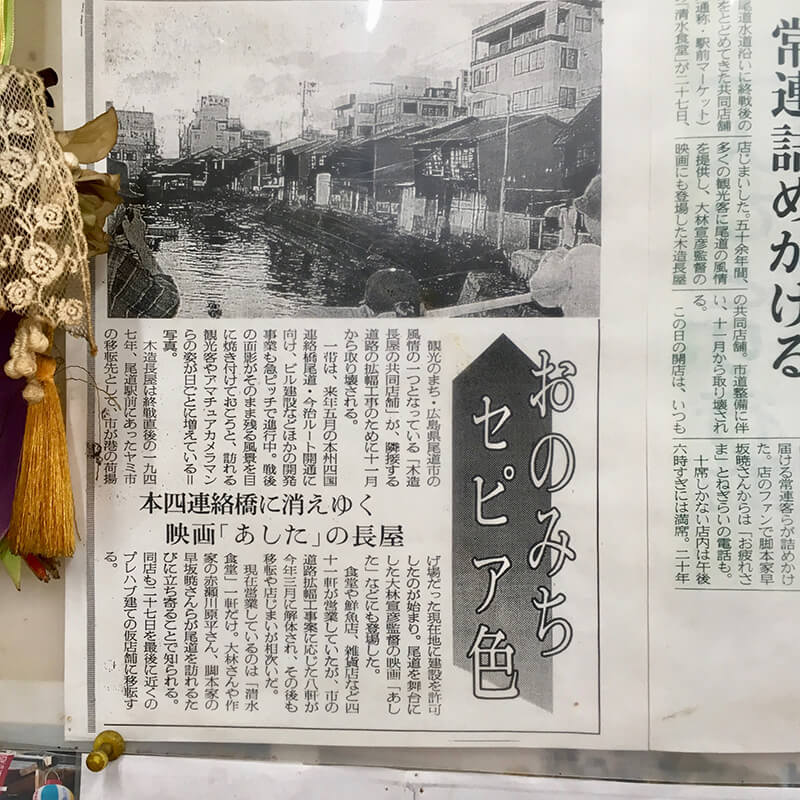 常連詰めかける
尾道水道沿いに終戦後の
をとどめてきた共同店舗
通称・駅前マーケット）
「清水食堂」が二十七日、
店じまいした。五十余年間、
多くの観光客に尾道の風情
を提供し、大林宣彦監督の
映画にも登場した木造長屋
の共同店舗。市道整備に伴
い、十一月から取り壊され
る。
この日の開店は、いつも
届ける常連客らが詰めかけ
た。店のファンで脚本家早
坂暁さんからは「お疲れさ
ま」とねぎらいの電話も。
十席しかない店内は午後
六時すぎには満席。二十年
おのみち
セピア色
本四連絡橋に消えゆく
映画「あした」の長屋
観光のまち・広島県尾道市の
風情の一つとなっている「木造
長屋の共同店舗」が、隣接する
道路の拡幅工事のために十一月
から取り壊される。
一帯は、来年五月の本州四国
連絡橋尾道・今治ルート開通に
向け、ビル建設などほかの開発
事業も急ピッチで進行中。戦後
の面影がそのまま残る風景を目
に焼き付けておこうと、訪れる
観光客やアマチュアカメラマン
らの姿が日ごとに増えている＝
写真。
木造長屋は終戦直後の一九四
七年、尾道駅前にあったヤミ市
の移転先として、市が港の荷揚
げ場だった現在地に建設を許可
したのが始まり。尾道を舞台に
した大林宣彦監督の映画「あし
た」などにも登場した。
食堂や鮮魚店、雑貨店など四
十一軒が営業していたが、市の
道路拡幅工事案に応じた八軒が
今年三月に解体され、その後も
移転や店じまいが相次いだ。
現在営業しているのは「清水
食堂」一軒だけ。大林さんや作
家の赤瀬川原平さん、脚本家の
早坂暁さんらが尾道を訪れるた
びに立ち寄ることで知られる。
同店も二十七日を最後に近くの
プレハブ建ての仮店舗に移転す
る。